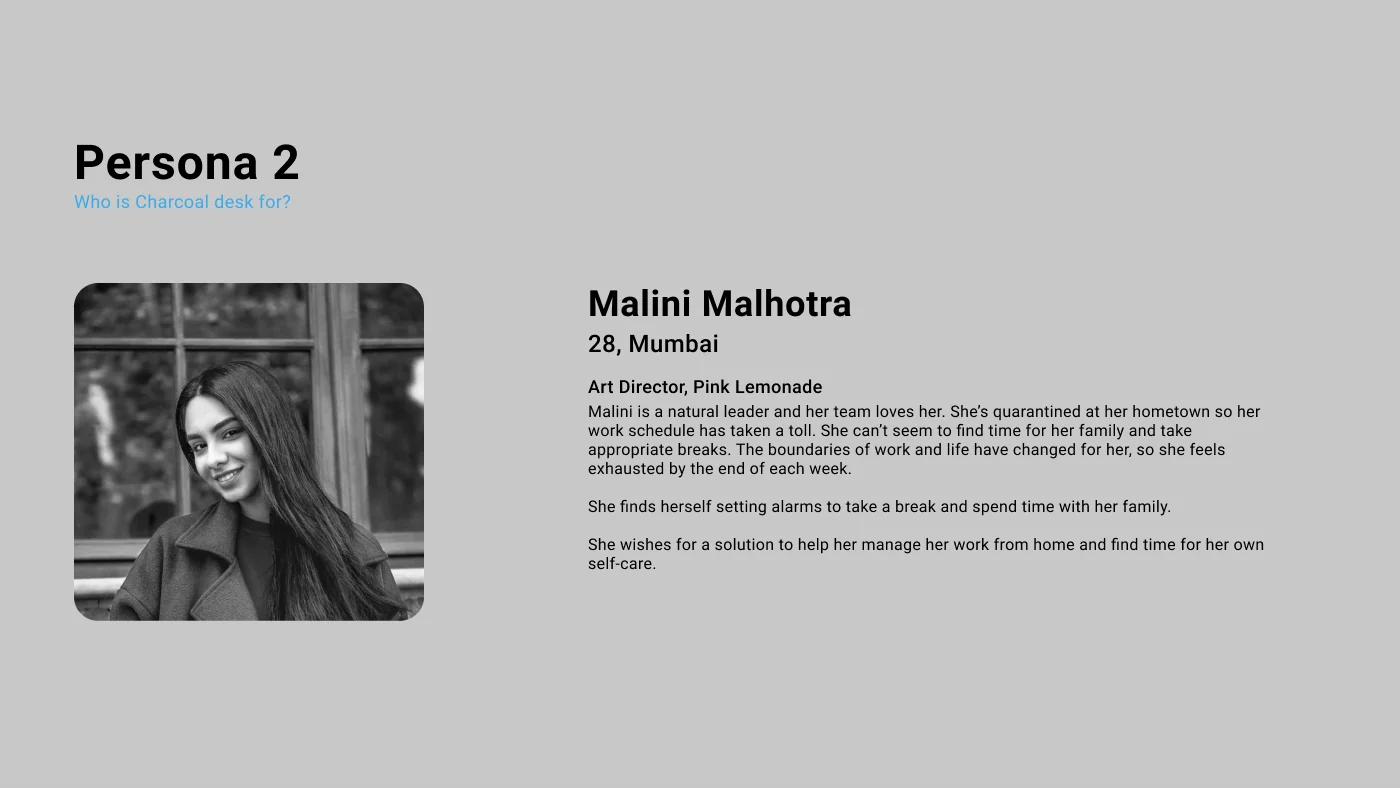 Persona 2
Who is Charcoal desk for?
Malini Malhotra
28, Mumbai
Art Director, Pink Lemonade
Malini is a natural leader and her team loves her. She’s quarantined at her hometown so her
work schedule has taken a toll. She can’t seem to find time for her family and take
appropriate breaks. The boundaries of work and life have changed for her, so she feels
exhausted by the end of each week.
She finds herself setting alarms to take a break and spend time with her family.
She wishes for a solution to help her manage her work from home and find time for her own
self-care.